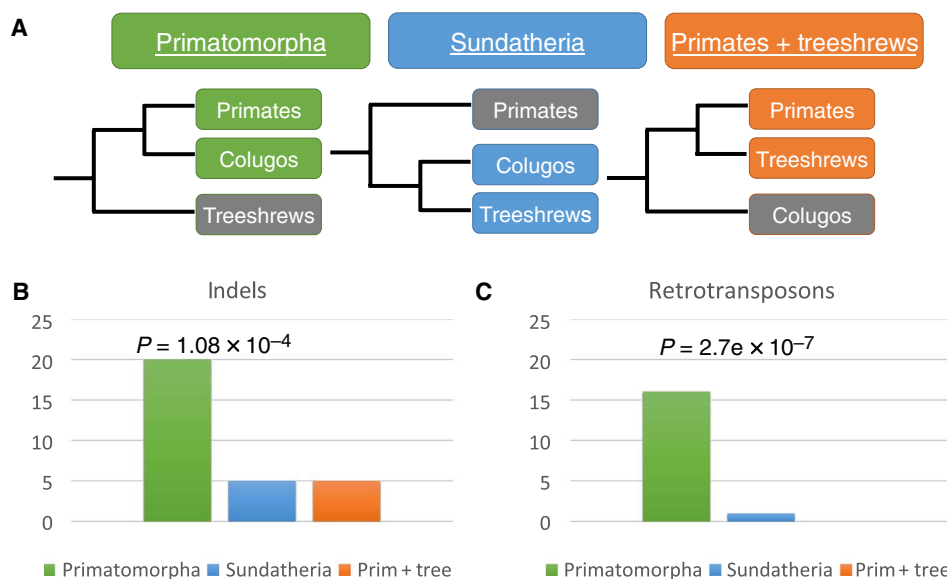 A
Primatomorpha
Sundatheria
Primates + treeshrews
Primates
Colugos
Treeshrews
Primates
Colugos
Treeshrews
Primates
Treeshrews
Colugos
B
Indels
P = 1.08 × 10–4
25
20
15
10
5
0
Primatomorpha Sundatheria Prim + tree
C
Retrotransposons
P = 2.7e × 10–7
25
20
15
10
5
0
Primatomorpha Sundatheria Prim + tree